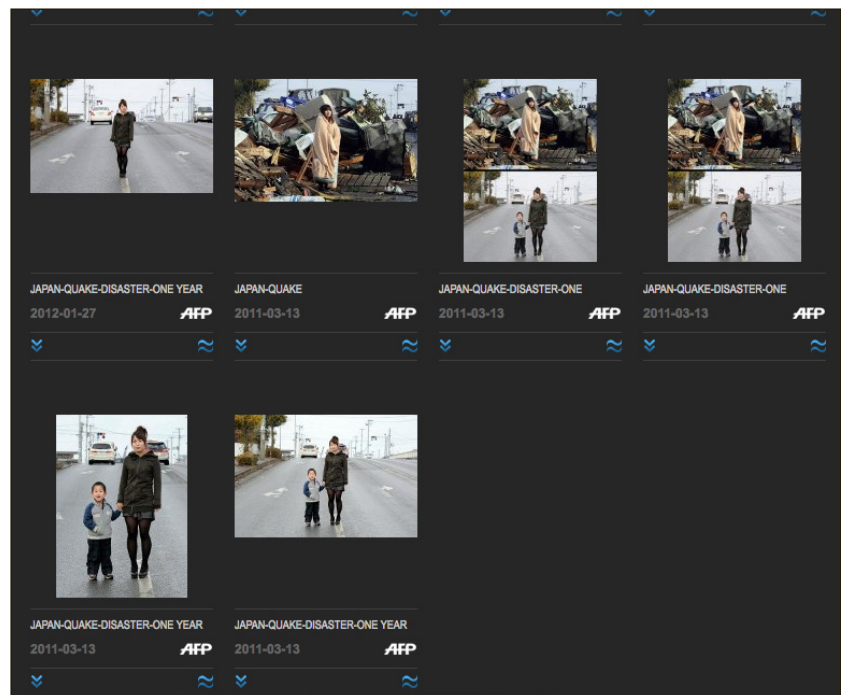 JAPAN-QUAKE-DISASTER-ONE YEAR
2012-01-27 AFP
JAPAN-QUAKE
2011-03-13 AFP
JAPAN-QUAKE-DISASTER-ONE
2011-03-13 AFP
JAPAN-QUAKE-DISASTER-ONE
2011-03-13 AFP
JAPAN-QUAKE-DISASTER-ONE YEAR
2011-03-13 AFP
JAPAN-QUAKE-DISASTER-ONE YEAR
2011-03-13 AFP